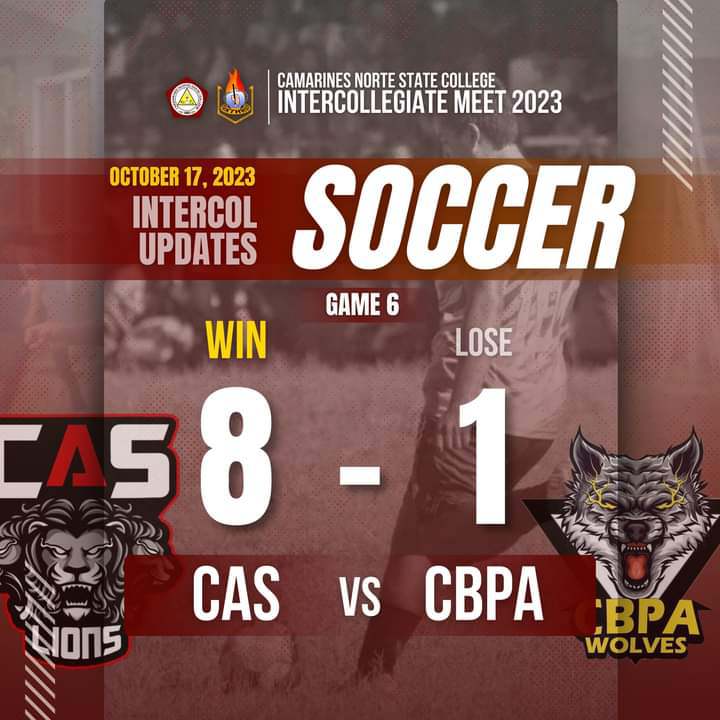 CAMARINES NORTE STATE COLLEGE
INTERCOLLEGIATE MEET 2023
OCTOBER 17, 2023
INTERCOL
UPDATES
SOCCER
GAME 6
WIN
LOSE
8 - 1
CAS VS CBPA
CAS
LIONS
CBPA
WOLVES